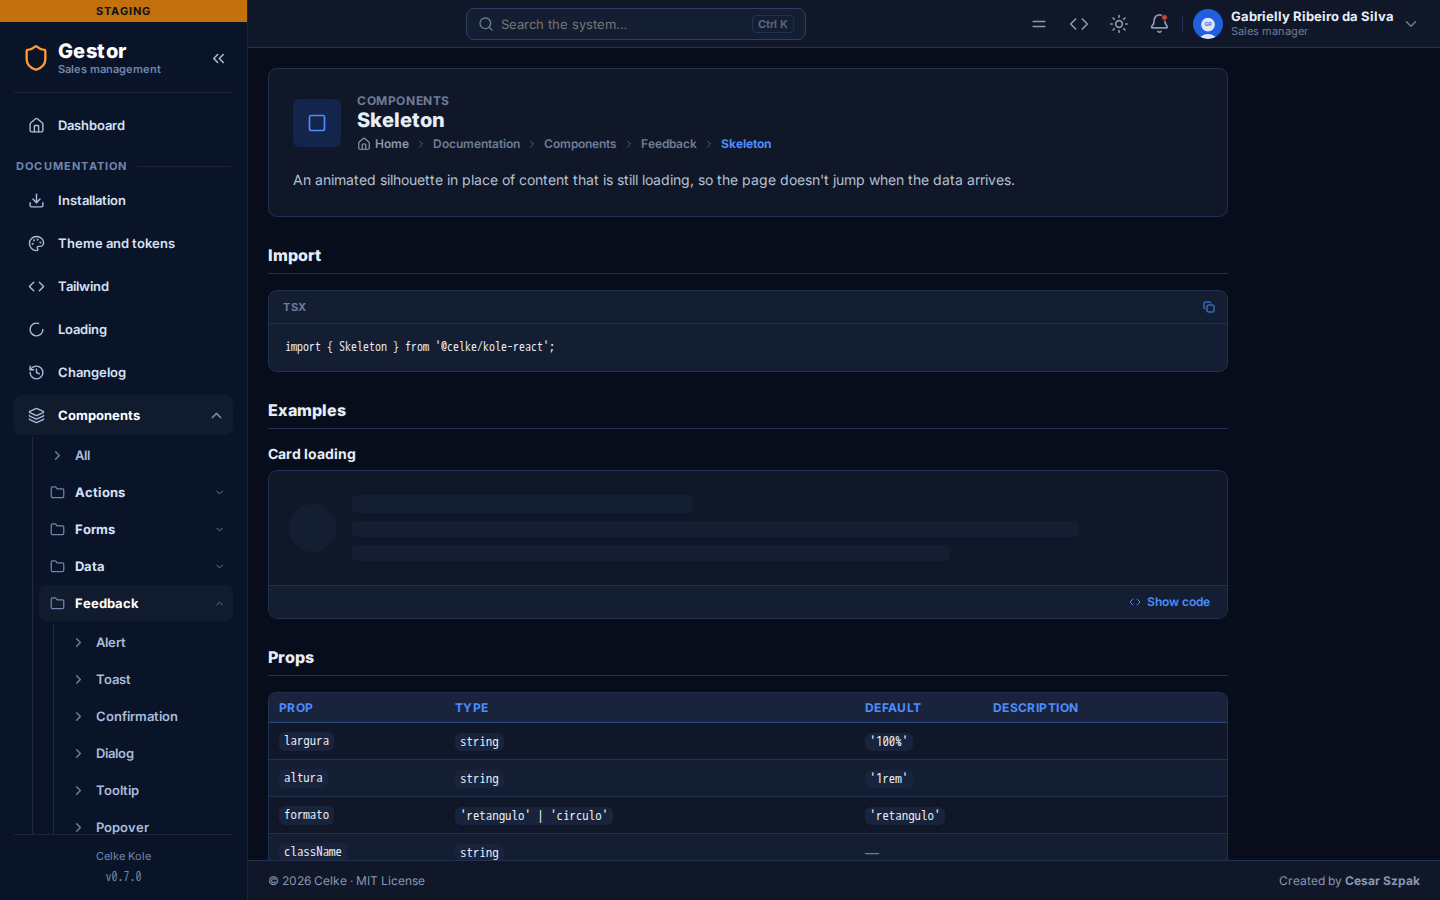 STAGING
Gestor
Sales management
Dashboard
DOCUMENTATION
Installation
Theme and tokens
Tailwind
Loading
Changelog
Components
All
Actions
Forms
Data
Feedback
Alert
Toast
Confirmation
Dialog
Tooltip
Popover
Celke Kole
v0.7.0
Search the system...
Ctrl K
GR
Gabrielly Ribeiro da Silva
Sales manager
COMPONENTS
Skeleton
Home
Documentation
Components
Feedback
Skeleton
An animated silhouette in place of content that is still loading, so the page doesn't jump when the data arrives.
Import
TSX
import { Skeleton } from '@celke/kole-react';
Examples
Card loading
Show code
Props
PROP TYPE DEFAULT DESCRIPTION
largura string '100%'
altura string '1rem'
formato 'retangulo' | 'circulo' 'retangulo'
className string —
© 2026 Celke · MIT License
Created by Cesar Szpak